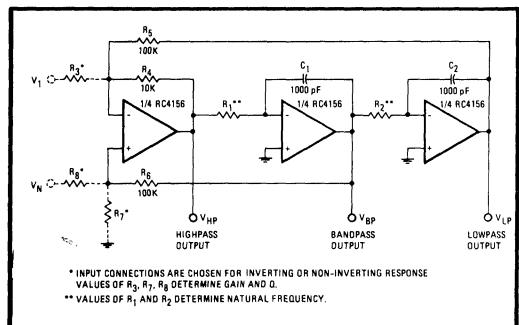 R5
100K
V1
R3*
R4
10K
C1
1000 pF
C2
1000 pF
1/4 RC4156
R1**
1/4 RC4156
R2**
1/4 RC4156
-
+
-
+
-
+
VN
R8*
R6
100K
R7*
VHP
HIGHPASS
OUTPUT
VBP
BANDPASS
OUTPUT
VLP
LOWPASS
OUTPUT
* INPUT CONNECTIONS ARE CHOSEN FOR INVERTING OR NON-INVERTING RESPONSE
VALUES OF R3, R7, R8 DETERMINE GAIN AND Q.
** VALUES OF R1 AND R2 DETERMINE NATURAL FREQUENCY.